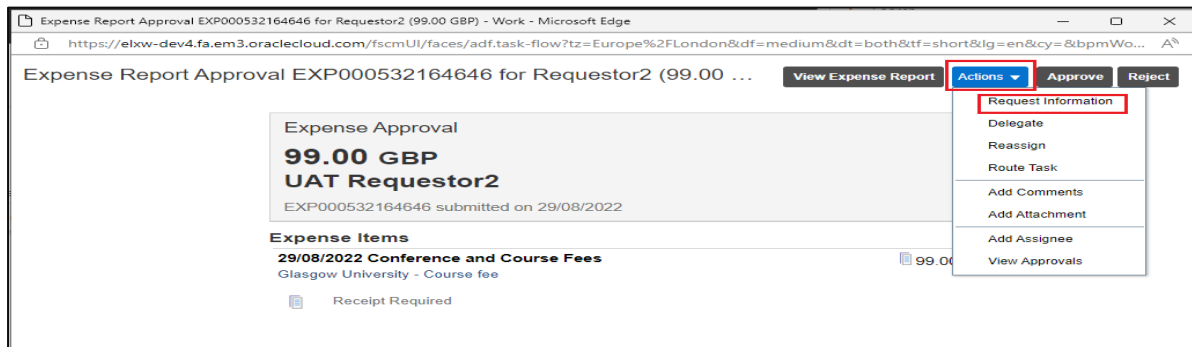 Expense Report Approval EXP000532164646 for Requestor2 (99.00 GBP) - Work - Microsoft Edge
https://elxw-dev4.fa.em3.oraclecloud.com/fscmUI/faces/adf.task-flow?tz=Europe%2FLondon&df=medium&dt=both&tf=short&lg=en&cy=&bpmWo...
Expense Report Approval EXP000532164646 for Requestor2 (99.00 ...
View Expense Report
Actions
Approve
Reject
Request Information
Delegate
Reassign
Route Task
Add Comments
Add Attachment
Add Assignee
View Approvals
Expense Approval
99.00 GBP
UAT Requestor2
EXP000532164646 submitted on 29/08/2022
Expense Items
29/08/2022 Conference and Course Fees
99.0
Glasgow University - Course fee
Receipt Required